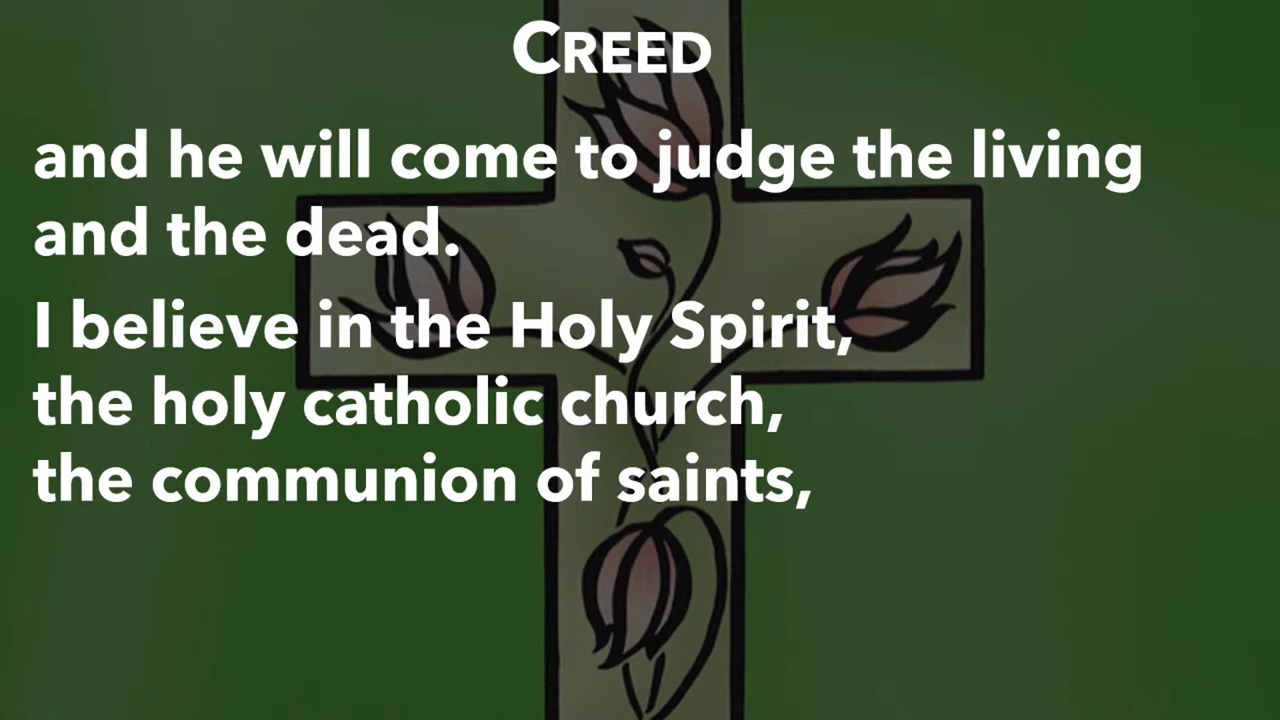 CREED
and he will come to judge the living
and the dead.
I believe in the Holy Spirit,
the holy catholic church,
the communion of saints,